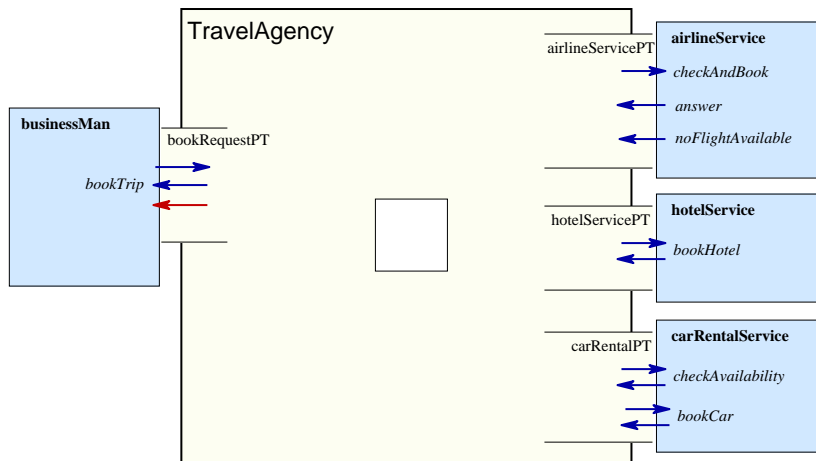 TravelAgency
businessMan
bookRequestPT
bookTrip
airlineServicePT
airlineService
checkAndBook
answer
noFlightAvailable
hotelServicePT
hotelService
bookHotel
carRentalPT
carRentalService
checkAvailability
bookCar